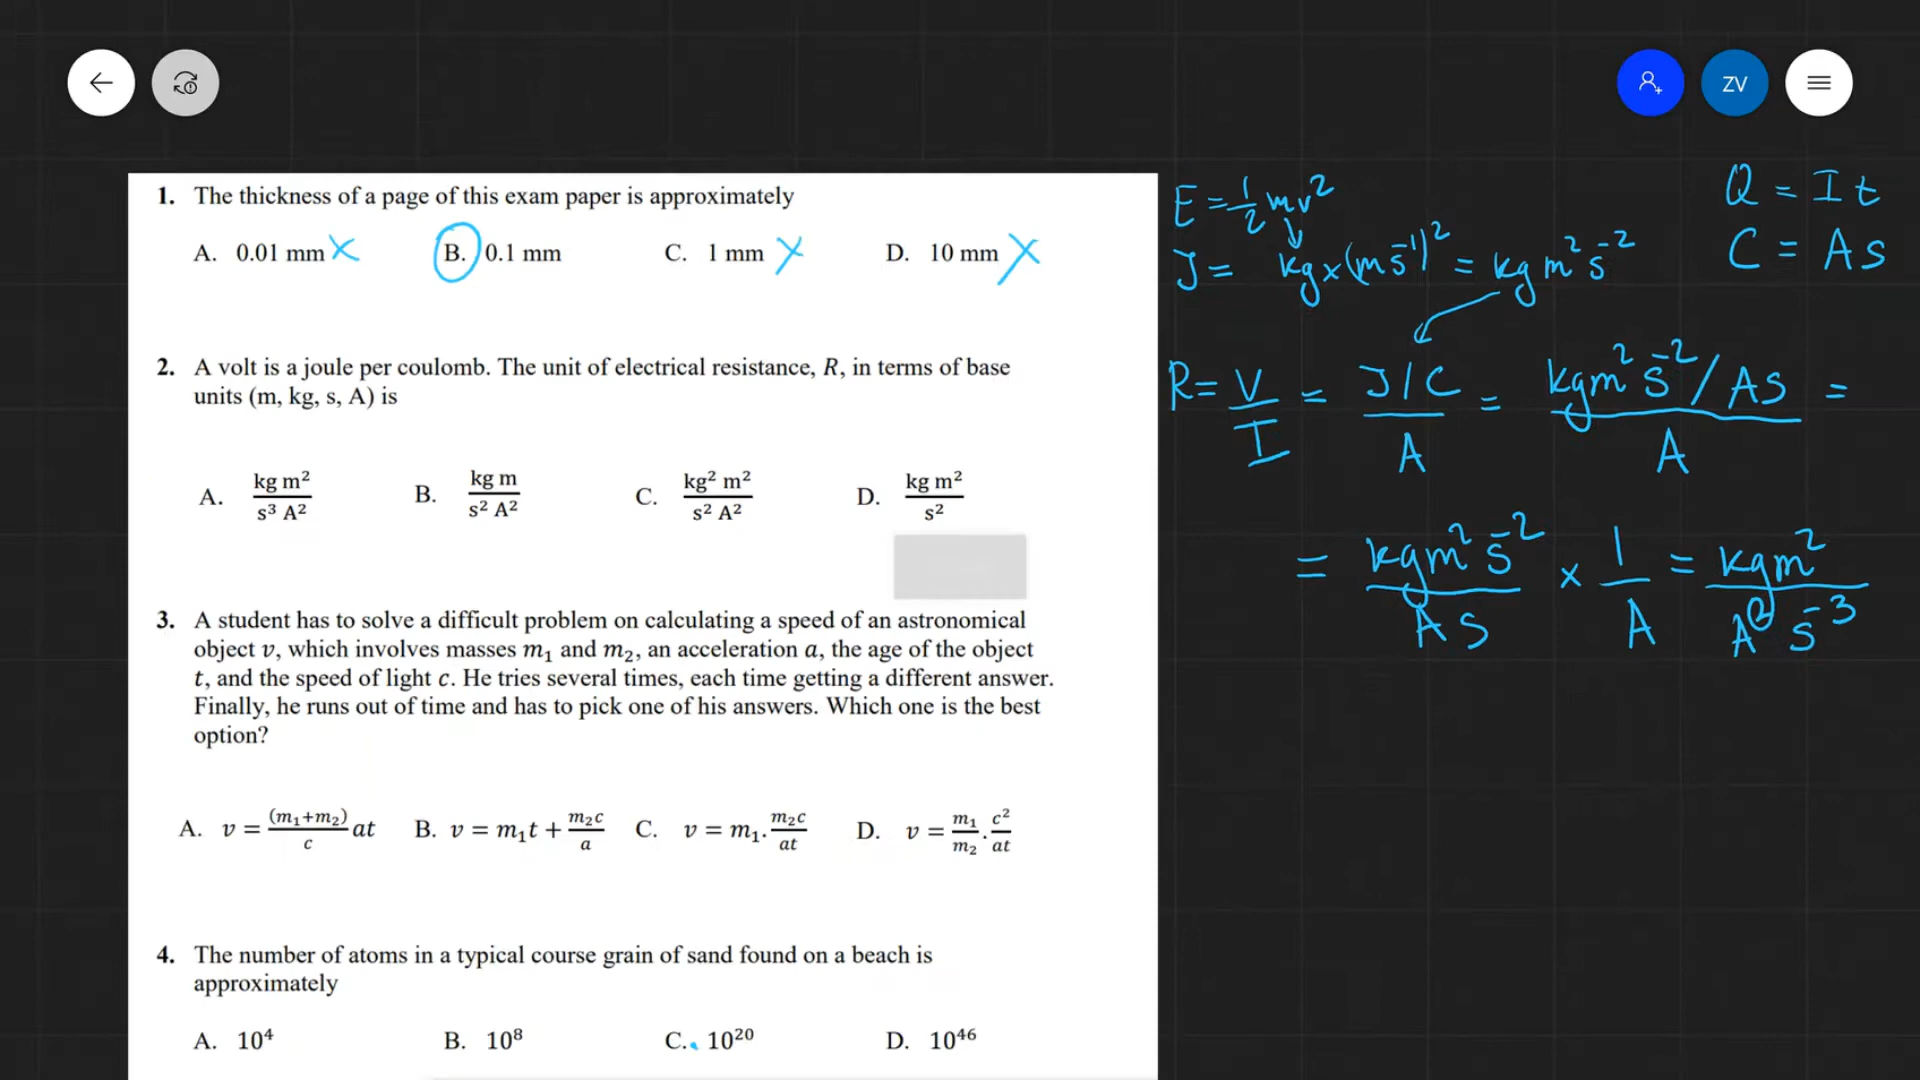 ZV
1. The thickness of a page of this exam paper is approximately
A. 0.01 mm X B. 0.1 mm C. 1 mm X D. 10 mm X
2. A volt is a joule per coulomb. The unit of electrical resistance, R, in terms of base
units (m, kg, s, A) is
A. kg m²/s³ A² B. kg m/s² A² C. kg² m²/s² A² D. kg m²/s²
3. A student has to solve a difficult problem on calculating a speed of an astronomical
object v, which involves masses m₁ and m₂, an acceleration a, the age of the object
t, and the speed of light c. He tries several times, each time getting a different answer.
Finally, he runs out of time and has to pick one of his answers. Which one is the best
option?
A. v = (m₁+m₂)/c at B. v = m₁t + m₂c/a C. v = m₁. m₂c/at D. v = m₁/m₂ . c²/at
4. The number of atoms in a typical course grain of sand found on a beach is
approximately
A. 10⁴ B. 10⁸ C. 10²⁰ D. 10⁴⁶
E = ½ mv²
J = kg x (ms⁻¹)² = kg m² s⁻²
Q = I t
C = A s
R = V/I = J/C / A = kgm² s⁻² / As / A =
= kgm² s⁻² / A s x 1/A = kgm² / A² s⁻³